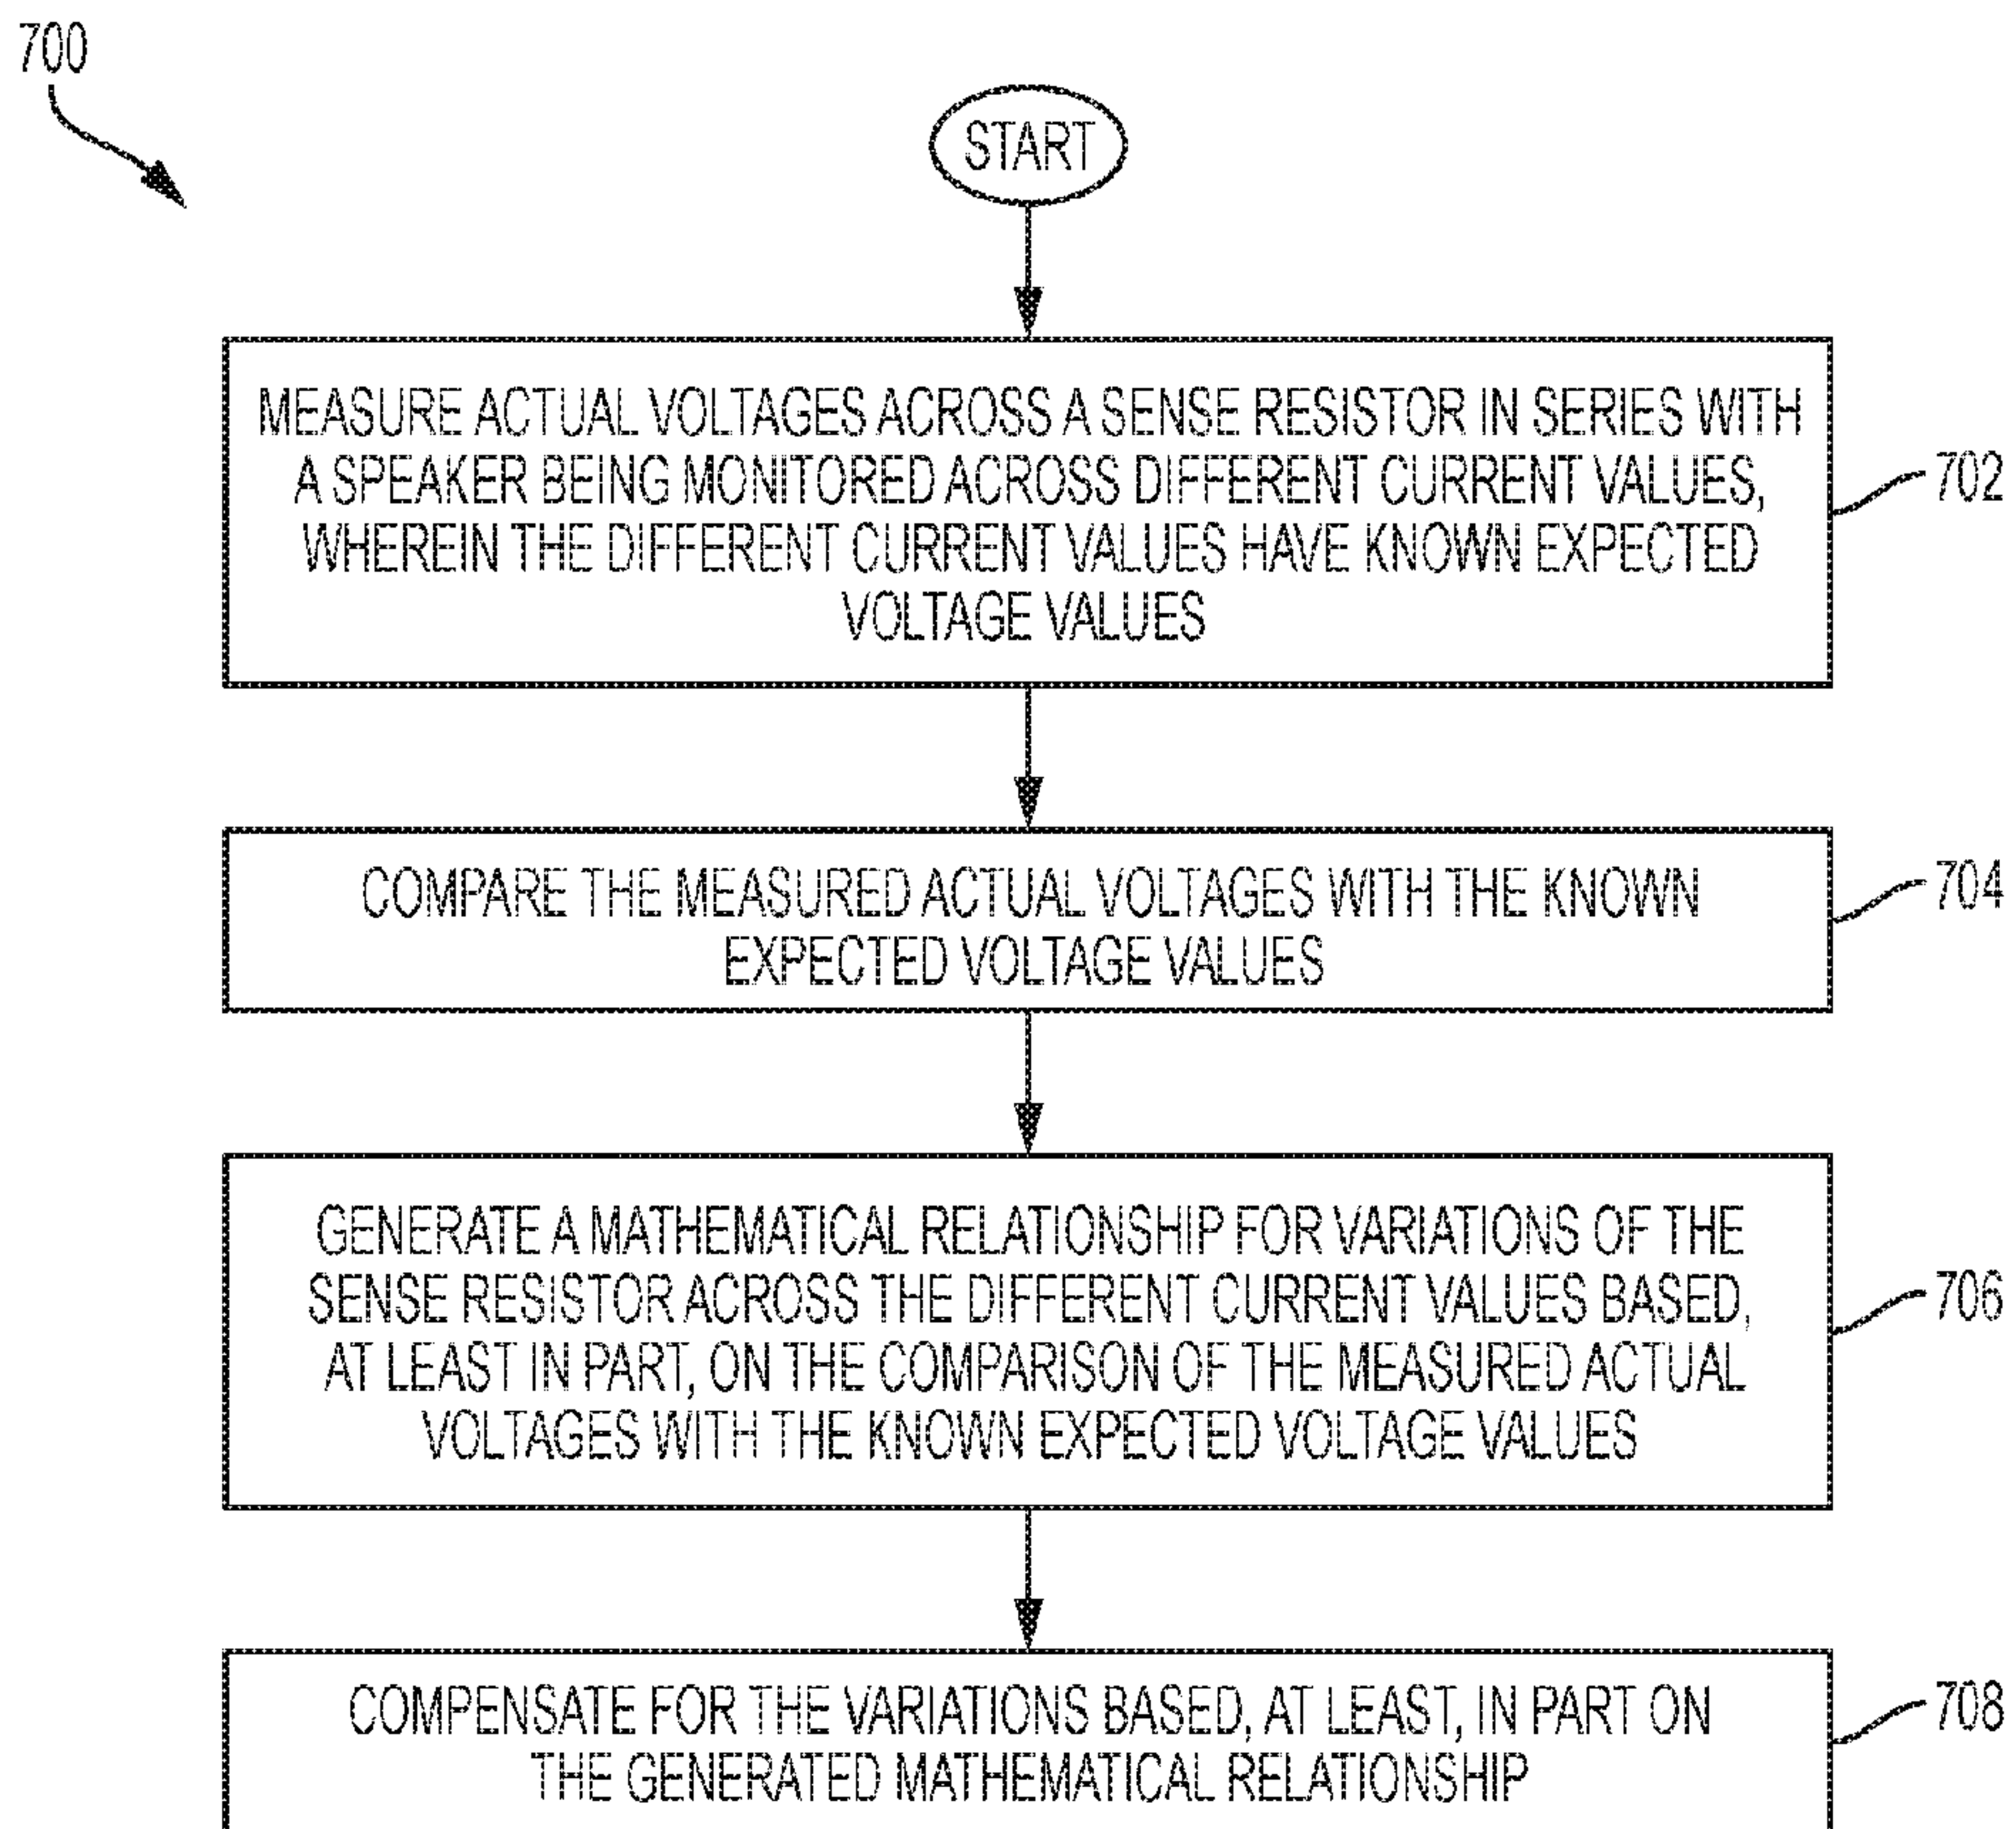 700
START
MEASURE ACTUAL VOLTAGES ACROSS A SENSE RESISTOR IN SERIES WITH
A SPEAKER BEING MONITORED ACROSS DIFFERENT CURRENT VALUES,
WHEREIN THE DIFFERENT CURRENT VALUES HAVE KNOWN EXPECTED
VOLTAGE VALUES
702
COMPARE THE MEASURED ACTUAL VOLTAGES WITH THE KNOWN
EXPECTED VOLTAGE VALUES
704
GENERATE A MATHEMATICAL RELATIONSHIP FOR VARIATIONS OF THE
SENSE RESISTOR ACROSS THE DIFFERENT CURRENT VALUES BASED,
AT LEAST IN PART, ON THE COMPARISON OF THE MEASURED ACTUAL
VOLTAGES WITH THE KNOWN EXPECTED VOLTAGE VALUES
706
COMPENSATE FOR THE VARIATIONS BASED, AT LEAST, IN PART ON
THE GENERATED MATHEMATICAL RELATIONSHIP
708